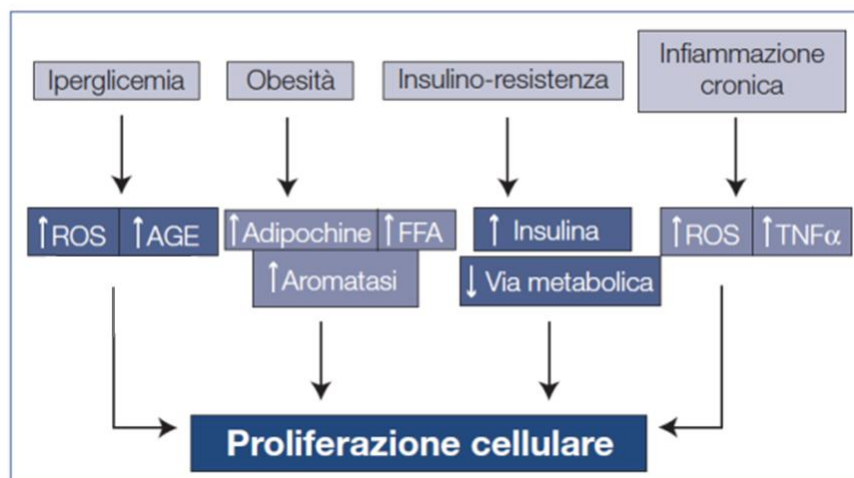 Iperglicemia
Obesità
Insulino-resistenza
Infiammazione
cronica
↑ROS ↑AGE
↑Adipochine ↑FFA
↑Aromatasi
↑ Insulina
↓ Via metabolica
↑ROS ↑TNFα
Proliferazione cellulare